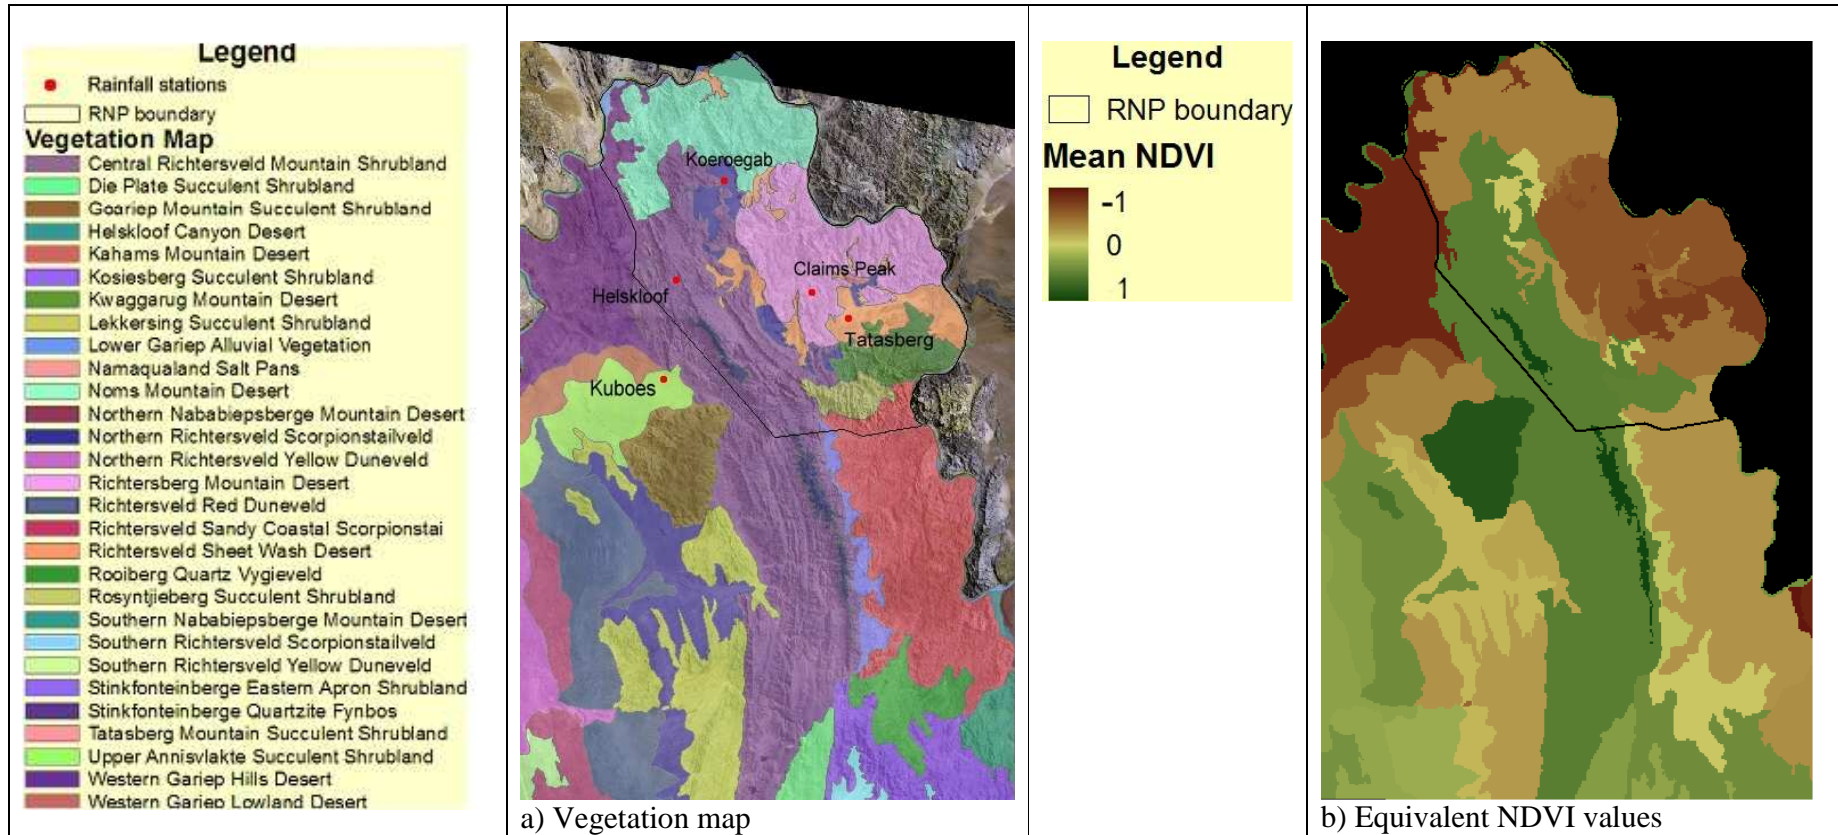 Legend
Rainfall stations
RNP boundary
Vegetation Map
Central Richtersveld Mountain Shrubland
Die Plate Succulent Shrubland
Goariep Mountain Succulent Shrubland
Helskloof Canyon Desert
Kahams Mountain Desert
Kosiesberg Succulent Shrubland
Kwaggarug Mountain Desert
Lekkersing Succulent Shrubland
Lower Gariep Alluvial Vegetation
Namaqualand Salt Pans
Noms Mountain Desert
Northern Nababiepsberge Mountain Desert
Northern Richtersveld Scorpionstailveld
Northern Richtersveld Yellow Duneveld
Richtersberg Mountain Desert
Richtersveld Red Duneveld
Richtersveld Sandy Coastal Scorpionstai
Richtersveld Sheet Wash Desert
Rooiberg Quartz Vygieveld
Rosyntjieberg Succulent Shrubland
Southern Nababiepsberge Mountain Desert
Southern Richtersveld Scorpionstailveld
Southern Richtersveld Yellow Duneveld
Stinkfonteinberge Eastern Apron Shrubland
Stinkfonteinberge Quartzite Fynbos
Tatasberg Mountain Succulent Shrubland
Upper Annisvlakte Succulent Shrubland
Western Gariep Hills Desert
Western Gariep Lowland Desert
Koeroegab
Claims Peak
Helskloof
Tatasberg
Kuboes
a) Vegetation map
Legend
RNP boundary
Mean NDVI
-1
0
1
b) Equivalent NDVI values